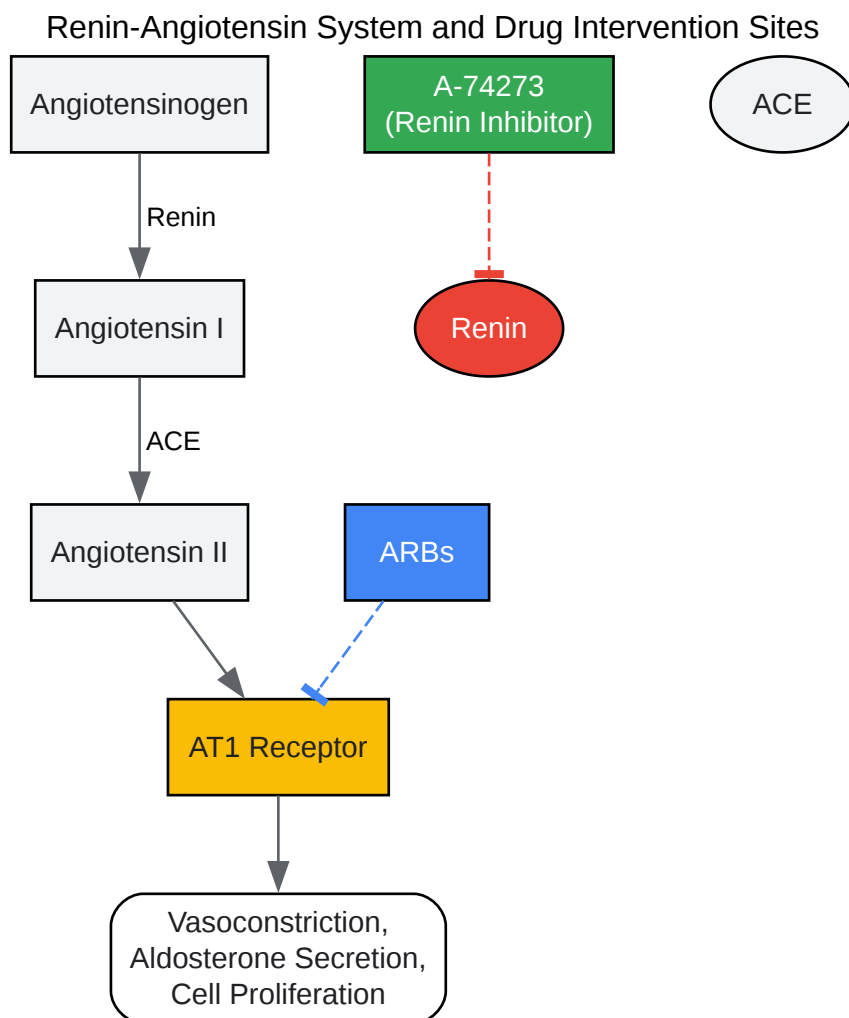 Renin-Angiotensin System and Drug Intervention Sites
Angiotensinogen
A-74273
(Renin Inhibitor)
ACE
Renin
Angiotensin I
Renin
ACE
Angiotensin II
ARBs
AT1 Receptor
Vasoconstriction,
Aldosterone Secretion,
Cell Proliferation